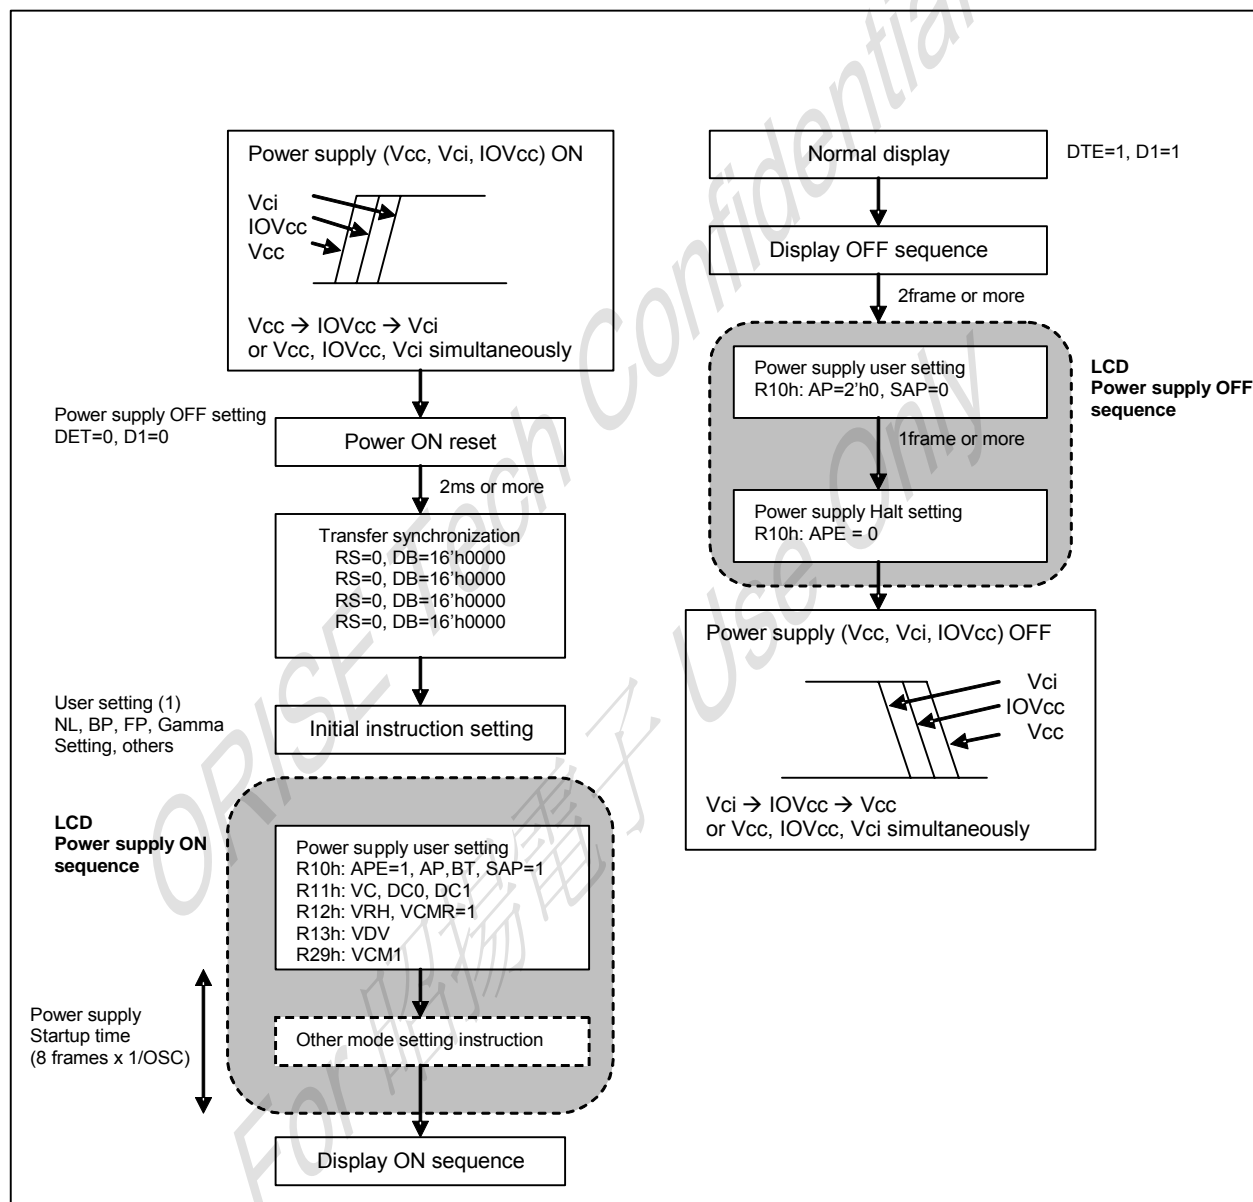 Power supply (Vcc, Vci, IOVcc) ON
Vci
IOVcc
Vcc
Vcc → IOVcc → Vci
or Vcc, IOVcc, Vci simultaneously
Power supply OFF setting
DET=0, D1=0
Power ON reset
2ms or more
Transfer synchronization
RS=0, DB=16'h0000
RS=0, DB=16'h0000
RS=0, DB=16'h0000
RS=0, DB=16'h0000
User setting (1)
NL, BP, FP, Gamma
Setting, others
Initial instruction setting
LCD
Power supply ON
sequence
Power supply user setting
R10h: APE=1, AP,BT, SAP=1
R11h: VC, DC0, DC1
R12h: VRH, VCMR=1
R13h: VDV
R29h: VCM1
Power supply
Startup time
(8 frames x 1/OSC)
Other mode setting instruction
Display ON sequence
Normal display
DTE=1, D1=1
Display OFF sequence
2frame or more
LCD
Power supply OFF
sequence
Power supply user setting
R10h: AP=2'h0, SAP=0
1frame or more
Power supply Halt setting
R10h: APE = 0
Power supply (Vcc, Vci, IOVcc) OFF
Vci
IOVcc
Vcc
Vci → IOVcc → Vcc
or Vcc, IOVcc, Vci simultaneously
ORISE Tech Confidential
For 昭揚電子 Use Only